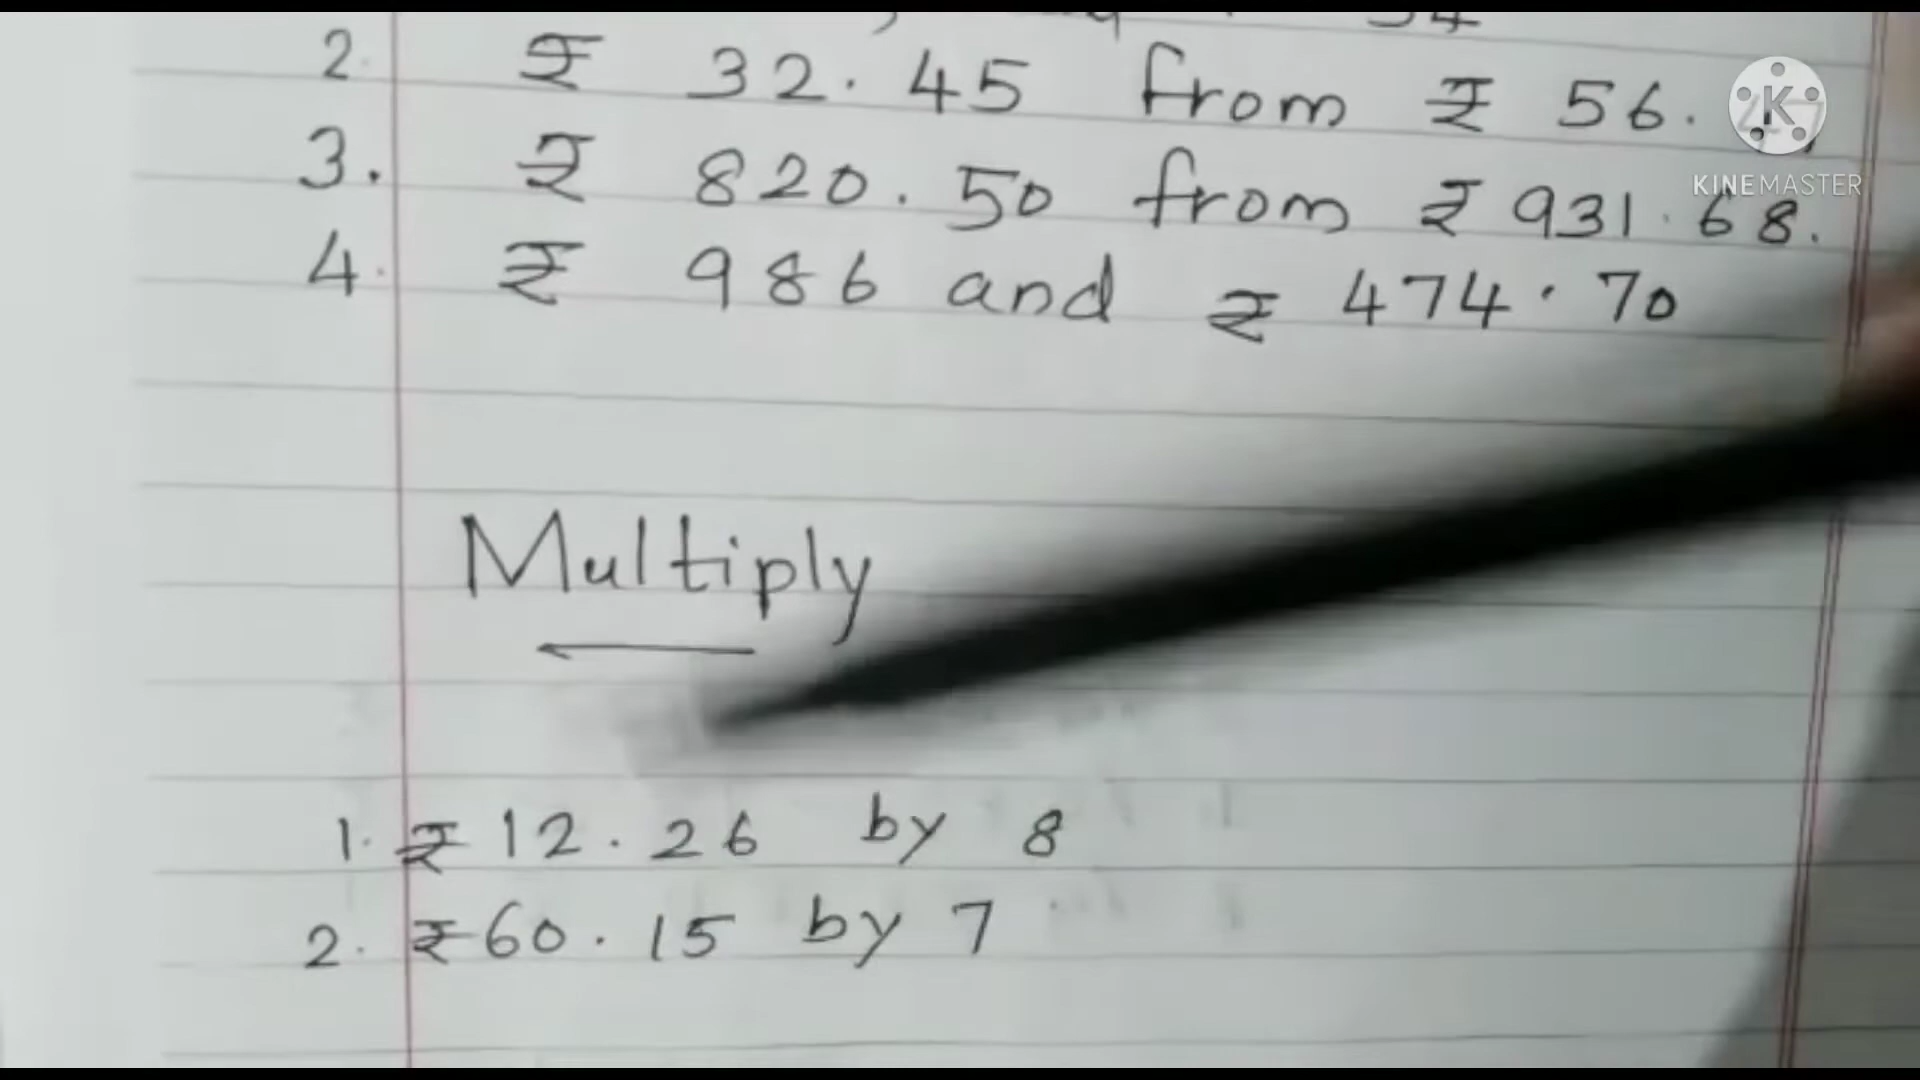 2. ₹ 32.45 from ₹ 56.
3. ₹ 820.50 from ₹ 931.68.
4. ₹ 986 and ₹ 474.70
KINEMASTER
Multiply
1. ₹ 12.26 by 8
2. ₹ 60.15 by 7